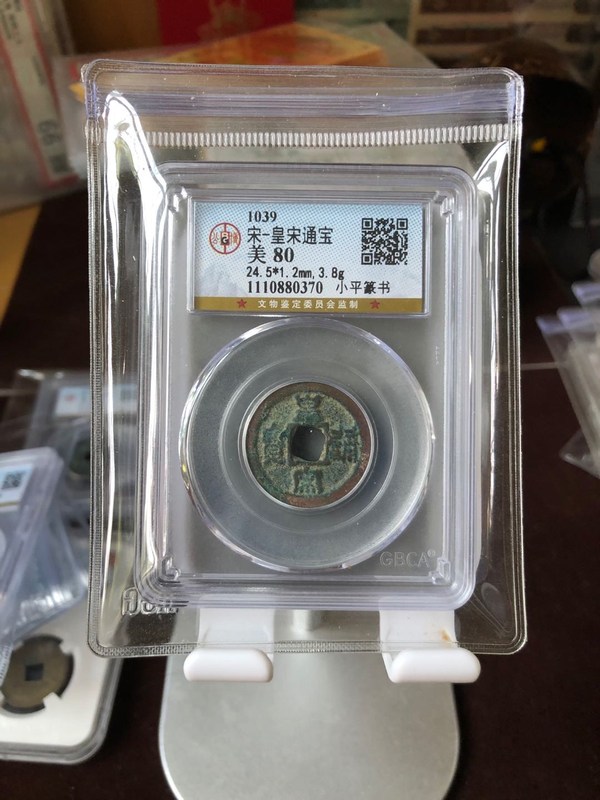 1039
宋-皇宋通宝
美 80
24.5*1.2mm, 3.8g
1110880370 小平篆书
★ 文物鉴定委员会监制 ★
GBCA®